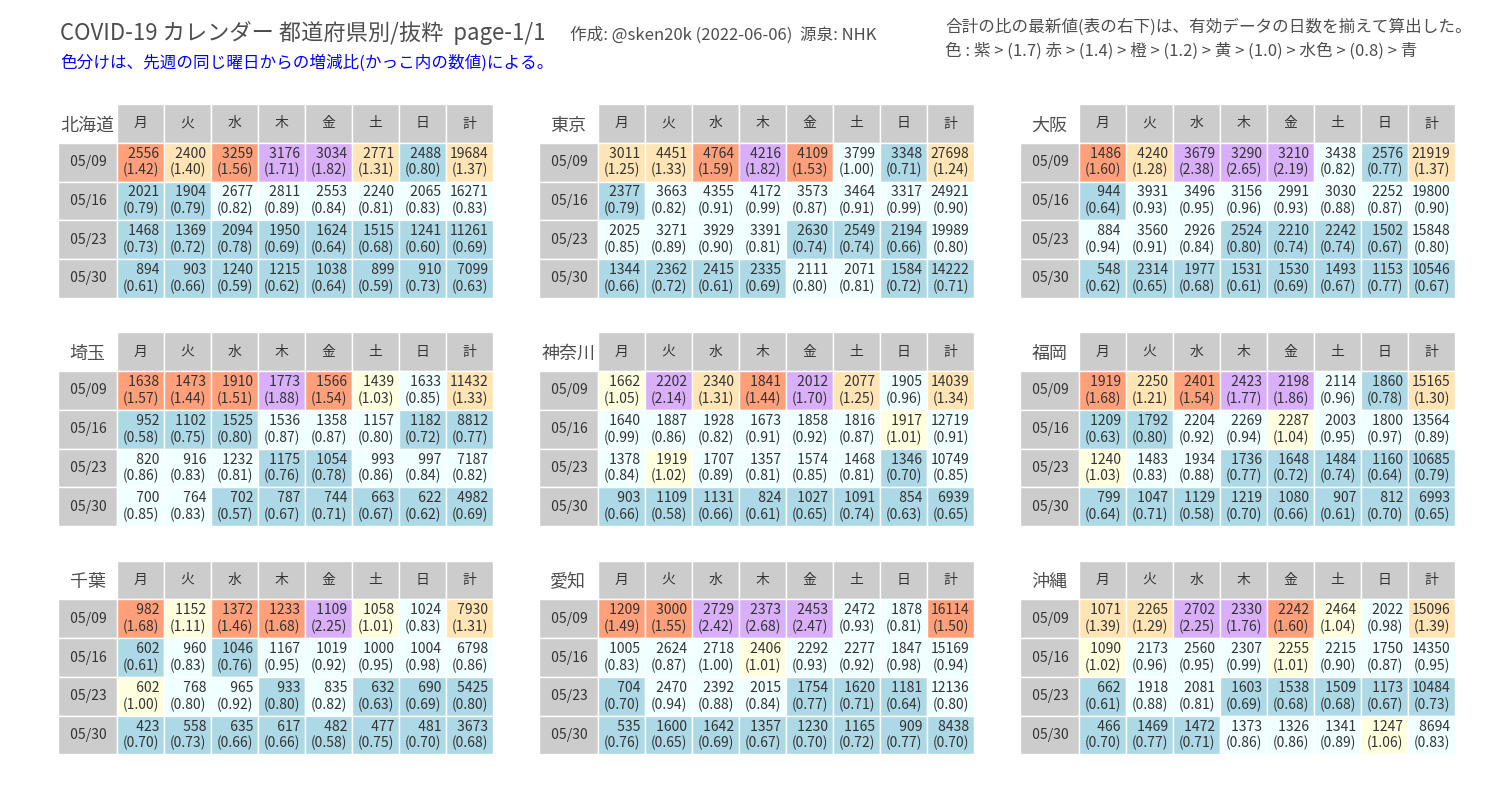 COVID-19 カレンダー 都道府県別/抜粋 page-1/1 作成: @sken20k (2022-06-06) 源泉: NHK
色分けは、先週の同じ曜日からの増減比(かっこ内の数値)による。
合計の比の最新値(表の右下)は、有効データの日数を揃えて算出した。
色 : 紫 > (1.7) 赤 > (1.4) > 橙 > (1.2) > 黄 > (1.0) > 水色 > (0.8) > 青
北海道 月 火 水 木 金 土 日 計
05/09 2556 2400 3259 3176 3034 2771 2488 19684
(1.42) (1.40) (1.56) (1.71) (1.82) (1.31) (0.80) (1.37)
05/16 2021 1904 2677 2811 2553 2240 2065 16271
(0.79) (0.79) (0.82) (0.89) (0.84) (0.81) (0.83) (0.83)
05/23 1468 1369 2094 1950 1624 1515 1241 11261
(0.73) (0.72) (0.78) (0.69) (0.64) (0.68) (0.60) (0.69)
05/30 894 903 1240 1215 1038 899 910 7099
(0.61) (0.66) (0.59) (0.62) (0.64) (0.59) (0.73) (0.63)
東京 月 火 水 木 金 土 日 計
05/09 3011 4451 4764 4216 4109 3799 3348 27698
(1.25) (1.33) (1.59) (1.82) (1.53) (1.00) (0.71) (1.24)
05/16 2377 3663 4355 4172 3573 3464 3317 24921
(0.79) (0.82) (0.91) (0.99) (0.87) (0.91) (0.99) (0.90)
05/23 2025 3271 3929 3391 2630 2549 2194 19989
(0.85) (0.89) (0.90) (0.81) (0.74) (0.74) (0.66) (0.80)
05/30 1344 2362 2415 2335 2111 2071 1584 14222
(0.66) (0.72) (0.61) (0.69) (0.80) (0.81) (0.72) (0.71)
大阪 月 火 水 木 金 土 日 計
05/09 1486 4240 3679 3290 3210 3438 2576 21919
(1.60) (1.28) (2.38) (2.65) (2.19) (0.82) (0.77) (1.37)
05/16 944 3931 3496 3156 2991 3030 2252 19800
(0.64) (0.93) (0.95) (0.96) (0.93) (0.88) (0.87) (0.90)
05/23 884 3560 2926 2524 2210 2242 1502 15848
(0.94) (0.91) (0.84) (0.80) (0.74) (0.74) (0.67) (0.80)
05/30 548 2314 1977 1531 1530 1493 1153 10546
(0.62) (0.65) (0.68) (0.61) (0.69) (0.67) (0.77) (0.67)
埼玉 月 火 水 木 金 土 日 計
05/09 1638 1473 1910 1773 1566 1439 1633 11432
(1.57) (1.44) (1.51) (1.88) (1.54) (1.03) (0.85) (1.33)
05/16 952 1102 1525 1536 1358 1157 1182 8812
(0.58) (0.75) (0.80) (0.87) (0.87) (0.80) (0.72) (0.77)
05/23 820 916 1232 1175 1054 993 997 7187
(0.86) (0.83) (0.81) (0.76) (0.78) (0.86) (0.84) (0.82)
05/30 700 764 702 787 744 663 622 4982
(0.85) (0.83) (0.57) (0.67) (0.71) (0.67) (0.62) (0.69)
神奈川 月 火 水 木 金 土 日 計
05/09 1662 2202 2340 1841 2012 2077 1905 14039
(1.05) (2.14) (1.31) (1.44) (1.70) (1.25) (0.96) (1.34)
05/16 1640 1887 1928 1673 1858 1816 1917 12719
(0.99) (0.86) (0.82) (0.91) (0.92) (0.87) (1.01) (0.91)
05/23 1378 1919 1707 1357 1574 1468 1346 10749
(0.84) (1.02) (0.89) (0.81) (0.85) (0.81) (0.70) (0.85)
05/30 903 1109 1131 824 1027 1091 854 6939
(0.66) (0.58) (0.66) (0.61) (0.65) (0.74) (0.63) (0.65)
福岡 月 火 水 木 金 土 日 計
05/09 1919 2250 2401 2423 2198 2114 1860 15165
(1.68) (1.21) (1.54) (1.77) (1.86) (0.96) (0.78) (1.30)
05/16 1209 1792 2204 2269 2287 2003 1800 13564
(0.63) (0.80) (0.92) (0.94) (1.04) (0.95) (0.97) (0.89)
05/23 1240 1483 1934 1736 1648 1484 1160 10685
(1.03) (0.83) (0.88) (0.77) (0.72) (0.74) (0.64) (0.79)
05/30 799 1047 1129 1219 1080 907 812 6993
(0.64) (0.71) (0.58) (0.70) (0.66) (0.61) (0.70) (0.65)
千葉 月 火 水 木 金 土 日 計
05/09 982 1152 1372 1233 1109 1058 1024 7930
(1.68) (1.11) (1.46) (1.68) (2.25) (1.01) (0.83) (1.31)
05/16 602 960 1046 1167 1019 1000 1004 6798
(0.61) (0.83) (0.76) (0.95) (0.92) (0.95) (0.98) (0.86)
05/23 602 768 965 933 835 632 690 5425
(1.00) (0.80) (0.92) (0.80) (0.82) (0.63) (0.69) (0.80)
05/30 423 558 635 617 482 477 481 3673
(0.70) (0.73) (0.66) (0.66) (0.58) (0.75) (0.70) (0.68)
愛知 月 火 水 木 金 土 日 計
05/09 1209 3000 2729 2373 2453 2472 1878 16114
(1.49) (1.55) (2.42) (2.68) (2.47) (0.93) (0.81) (1.50)
05/16 1005 2624 2718 2406 2292 2277 1847 15169
(0.83) (0.87) (1.00) (1.01) (0.93) (0.92) (0.98) (0.94)
05/23 704 2470 2392 2015 1754 1620 1181 12136
(0.70) (0.94) (0.88) (0.84) (0.77) (0.71) (0.64) (0.80)
05/30 535 1600 1642 1357 1230 1165 909 8438
(0.76) (0.65) (0.69) (0.67) (0.70) (0.72) (0.77) (0.70)
沖縄 月 火 水 木 金 土 日 計
05/09 1071 2265 2702 2330 2242 2464 2022 15096
(1.39) (1.29) (2.25) (1.76) (1.60) (1.04) (0.98) (1.39)
05/16 1090 2173 2560 2307 2255 2215 1750 14350
(1.02) (0.96) (0.95) (0.99) (1.01) (0.90) (0.87) (0.95)
05/23 662 1918 2081 1603 1538 1509 1173 10484
(0.61) (0.88) (0.81) (0.69) (0.68) (0.68) (0.67) (0.73)
05/30 466 1469 1472 1373 1326 1341 1247 8694
(0.70) (0.77) (0.71) (0.86) (0.86) (0.89) (1.06) (0.83)